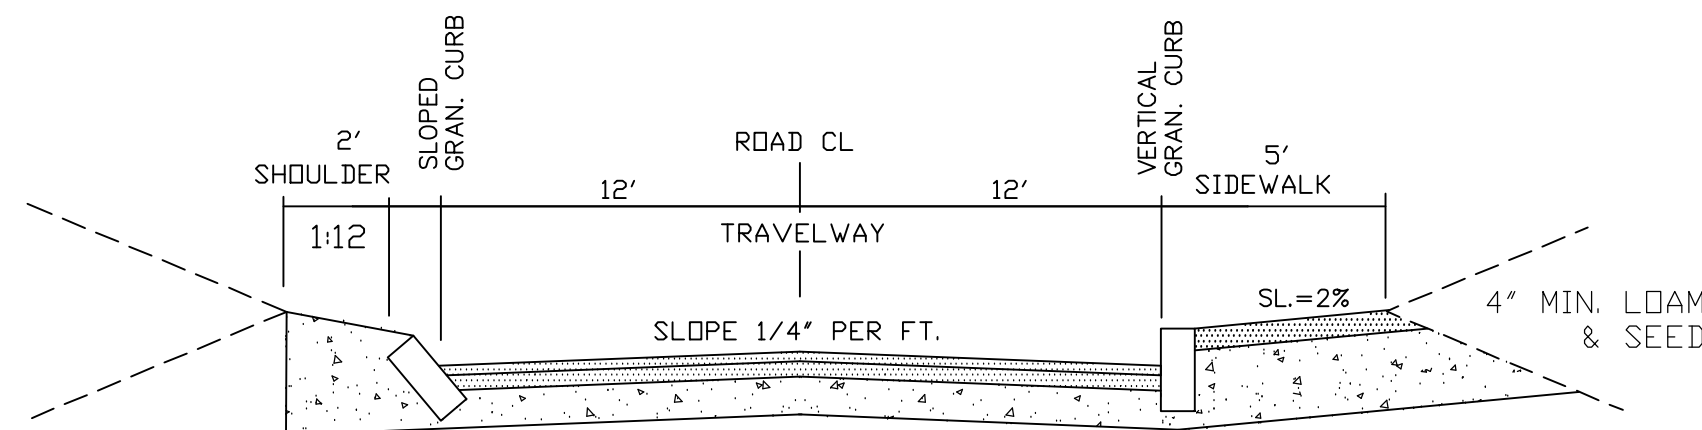 SLOPED
GRAN. CURB
VERTICAL
GRAN. CURB
2'
SHOULDER
ROAD CL
5'
SIDEWALK
12'
12'
1:12
TRAVELWAY
SL.=2%
4" MIN. LOAM
& SEED
SLOPE 1/4" PER FT.